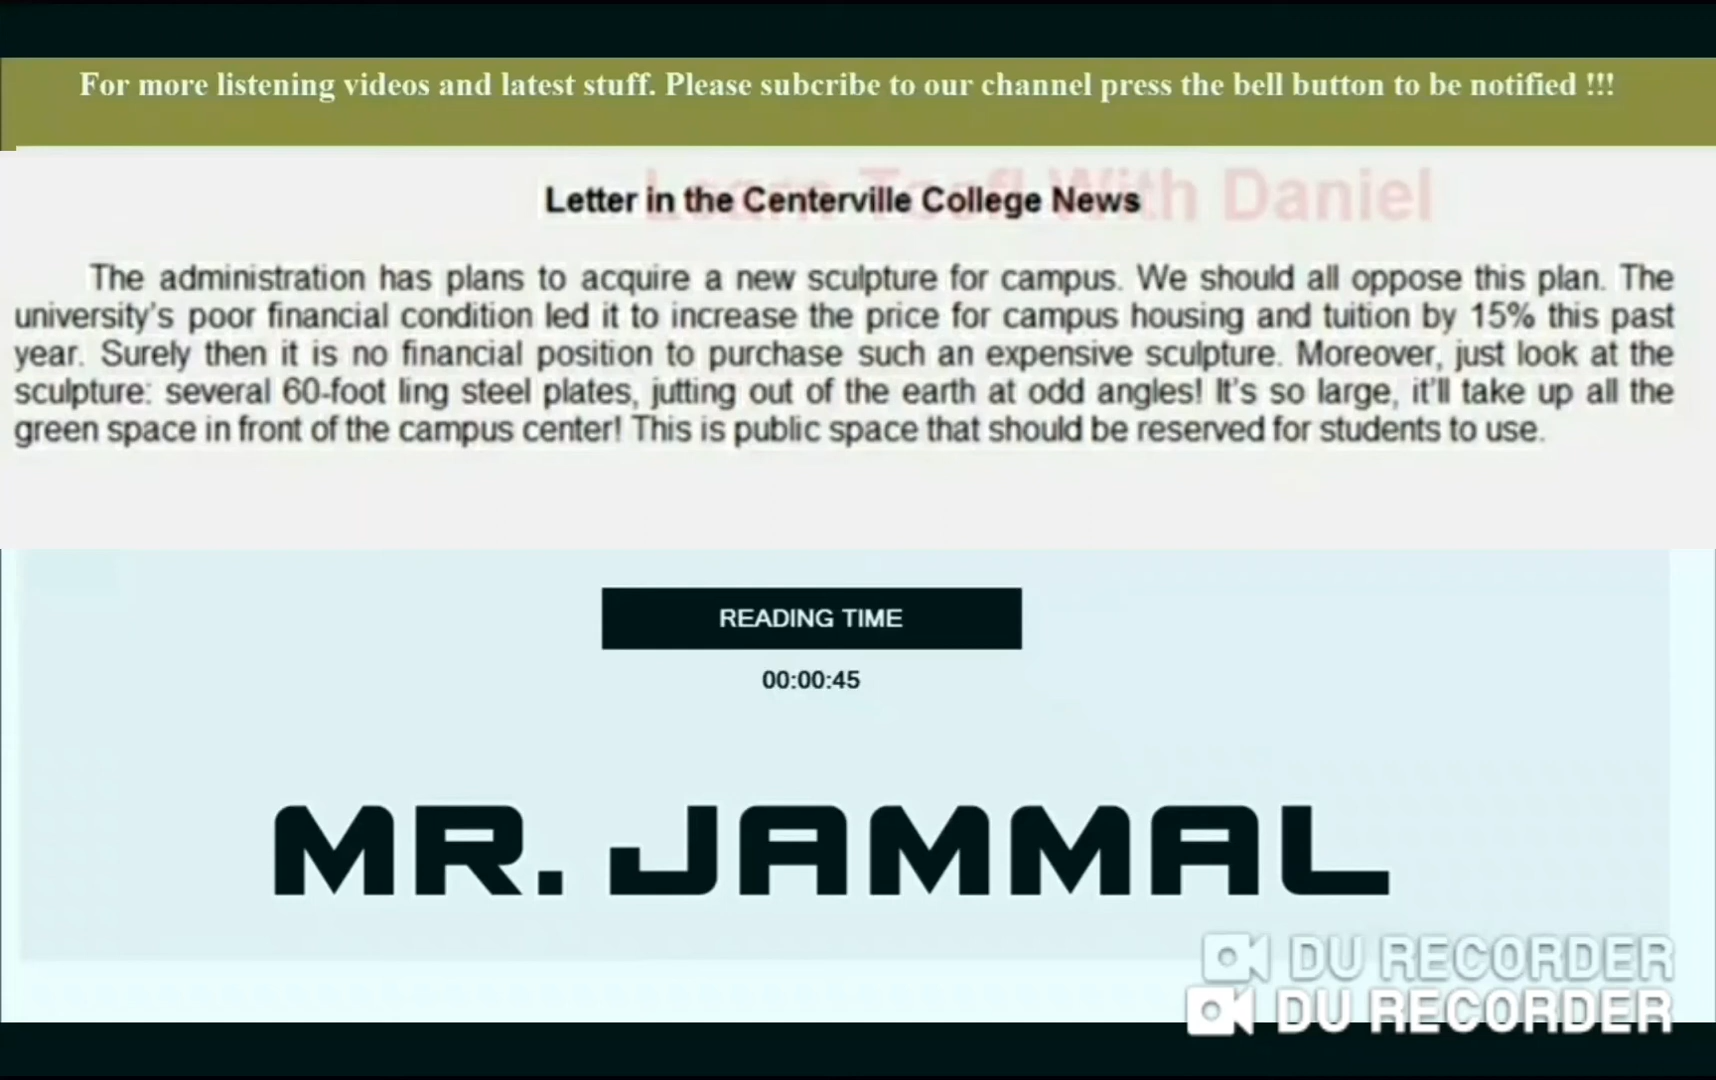 For more listening videos and latest stuff. Please subcribe to our channel press the bell button to be notified !!!
Learn Toefl With Daniel
Letter in the Centerville College News
The administration has plans to acquire a new sculpture for campus. We should all oppose this plan. The
university's poor financial condition led it to increase the price for campus housing and tuition by 15% this past
year. Surely then it is no financial position to purchase such an expensive sculpture. Moreover, just look at the
sculpture: several 60-foot ling steel plates, jutting out of the earth at odd angles! It's so large, it'll take up all the
green space in front of the campus center! This is public space that should be reserved for students to use.
READING TIME
00:00:45
MR. JAMMAL
DU RECORDER
DU RECORDER